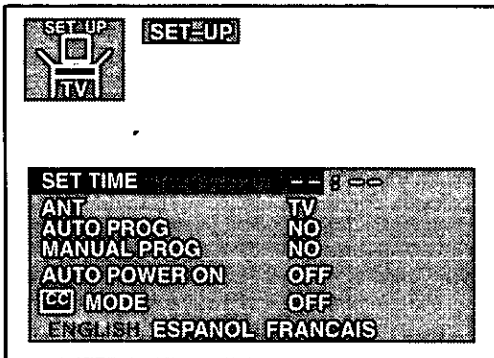 SET UP
TV
SET-UP
SET TIME --:--
ANT TV
AUTO PROG NO
MANUAL PROG NO
AUTO POWER ON OFF
CC MODE OFF
ENGLISH ESPANOL FRANCAIS